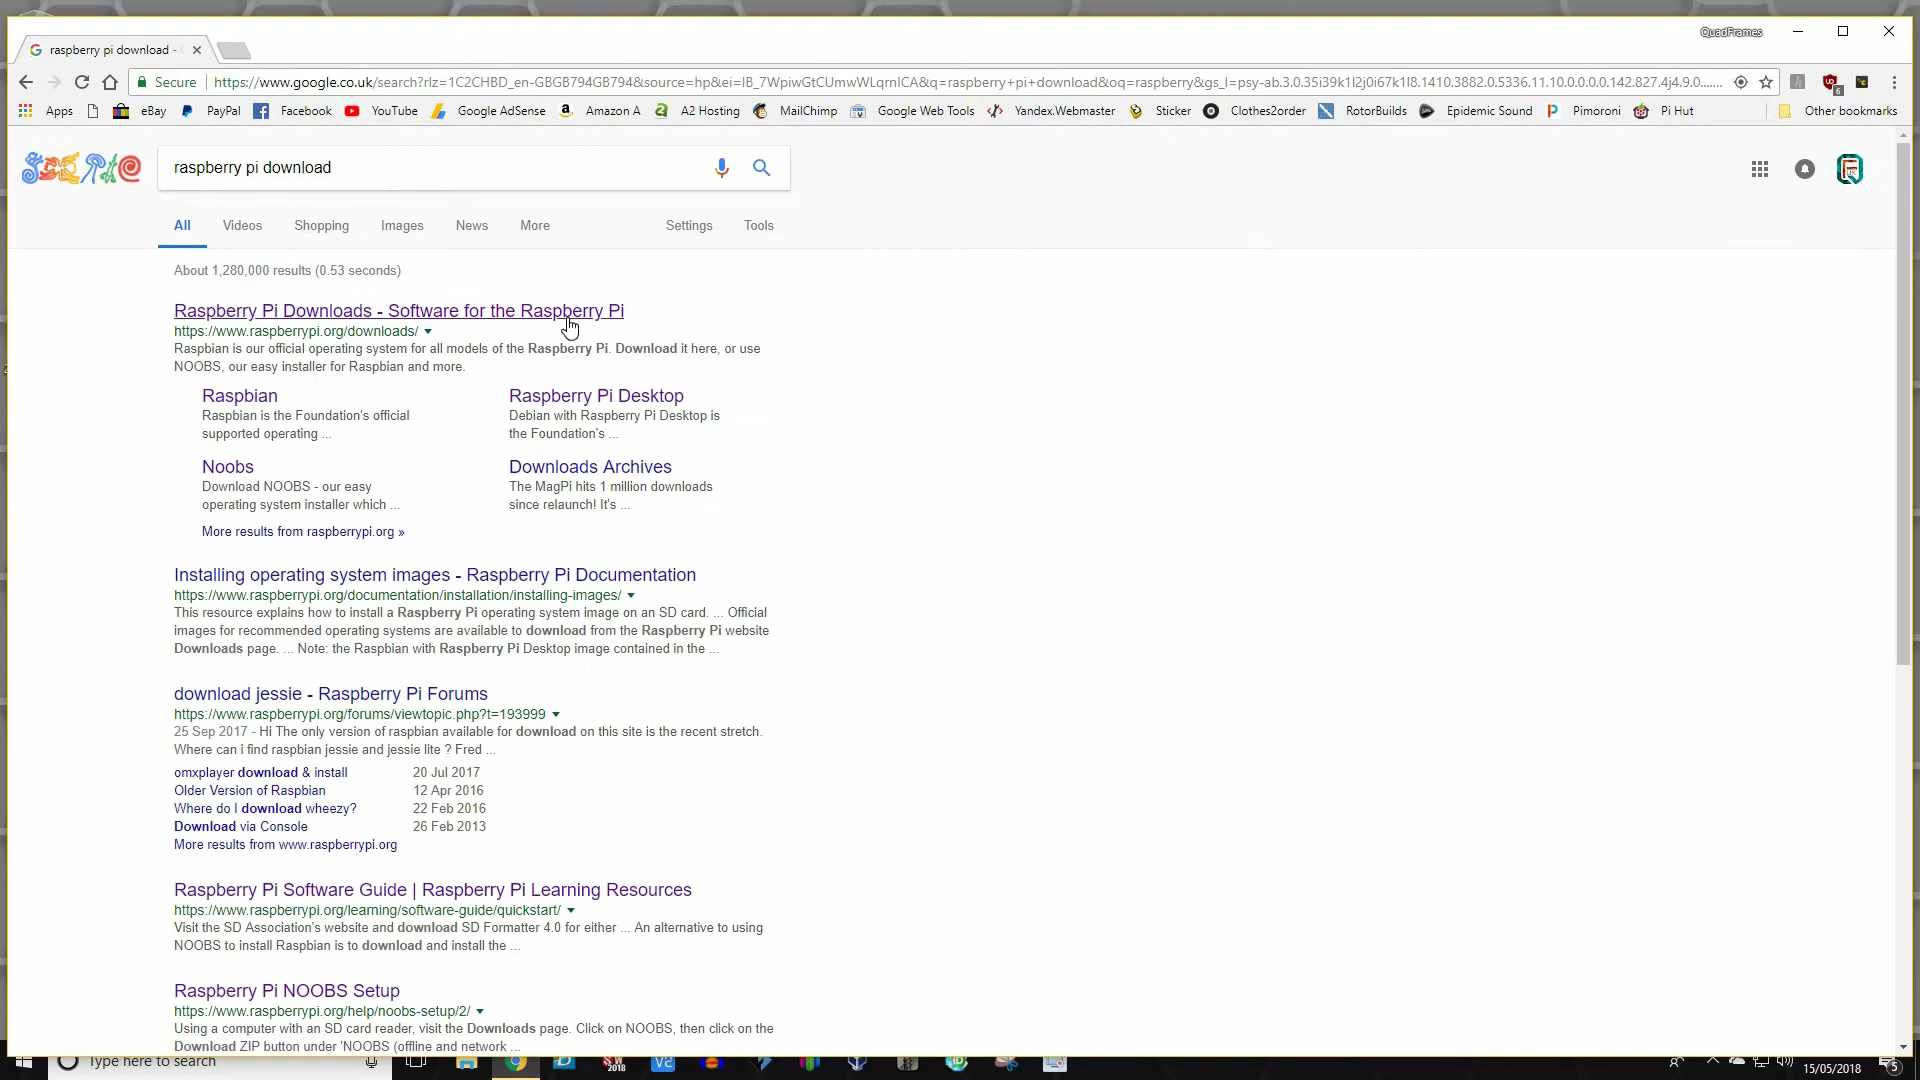 raspberry pi download -
QuadFrames
Secure
https://www.google.co.uk/search?rlz=1C2CHBD_en-GBGB794GB794&source=hp&ei=IB_7WpiwGtCUmwWLqrnICA&q=raspberry+pi+download&oq=raspberry&gs_l=psy-ab.3.0.35i39k1l2j0i67k1l8.1410.3882.0.5336.11.10.0.0.0.0.142.827.4j4.9.0.......
6
Apps eBay PayPal Facebook YouTube Google AdSense Amazon A A2 Hosting MailChimp Google Web Tools Yandex.Webmaster Sticker Clothes2order RotorBuilds Epidemic Sound Pimoroni Pi Hut Other bookmarks
raspberry pi download
All Videos Shopping Images News More Settings Tools
About 1,280,000 results (0.53 seconds)
Raspberry Pi Downloads - Software for the Raspberry Pi
https://www.raspberrypi.org/downloads/
Raspbian is our official operating system for all models of the Raspberry Pi. Download it here, or use
NOOBS, our easy installer for Raspbian and more.
Raspbian
Raspbian is the Foundation's official
supported operating ...
Raspberry Pi Desktop
Debian with Raspberry Pi Desktop is
the Foundation's ...
Noobs
Download NOOBS - our easy
operating system installer which ...
Downloads Archives
The MagPi hits 1 million downloads
since relaunch! It's ...
More results from raspberrypi.org »
Installing operating system images - Raspberry Pi Documentation
https://www.raspberrypi.org/documentation/installation/installing-images/
This resource explains how to install a Raspberry Pi operating system image on an SD card. ... Official
images for recommended operating systems are available to download from the Raspberry Pi website
Downloads page. ... Note: the Raspbian with Raspberry Pi Desktop image contained in the ...
download jessie - Raspberry Pi Forums
https://www.raspberrypi.org/forums/viewtopic.php?t=193999
25 Sep 2017 - Hi The only version of raspbian available for download on this site is the recent stretch.
Where can i find raspbian jessie and jessie lite ? Fred ...
omxplayer download & install 20 Jul 2017
Older Version of Raspbian 12 Apr 2016
Where do I download wheezy? 22 Feb 2016
Download via Console 26 Feb 2013
More results from www.raspberrypi.org
Raspberry Pi Software Guide | Raspberry Pi Learning Resources
https://www.raspberrypi.org/learning/software-guide/quickstart/
Visit the SD Association's website and download SD Formatter 4.0 for either ... An alternative to using
NOOBS to install Raspbian is to download and install the ...
Raspberry Pi NOOBS Setup
https://www.raspberrypi.org/help/noobs-setup/2/
Using a computer with an SD card reader, visit the Downloads page. Click on NOOBS, then click on the
Download ZIP button under 'NOOBS (offline and network ...
Type here to search
2018
15/05/2018
5